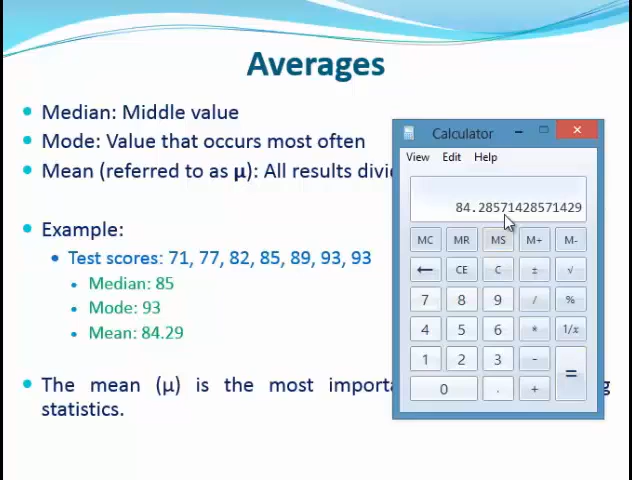 Averages
Median: Middle value
Mode: Value that occurs most often
Mean (referred to as μ): All results divi
Example:
Test scores: 71, 77, 82, 85, 89, 93, 93
Median: 85
Mode: 93
Mean: 84.29
The mean (μ) is the most import
g
statistics.
Calculator
View Edit Help
84.28571428571429
MC MR MS M+ M-
← CE C ± √
7 8 9 / %
4 5 6 * 1/x
1 2 3 - =
0 . +